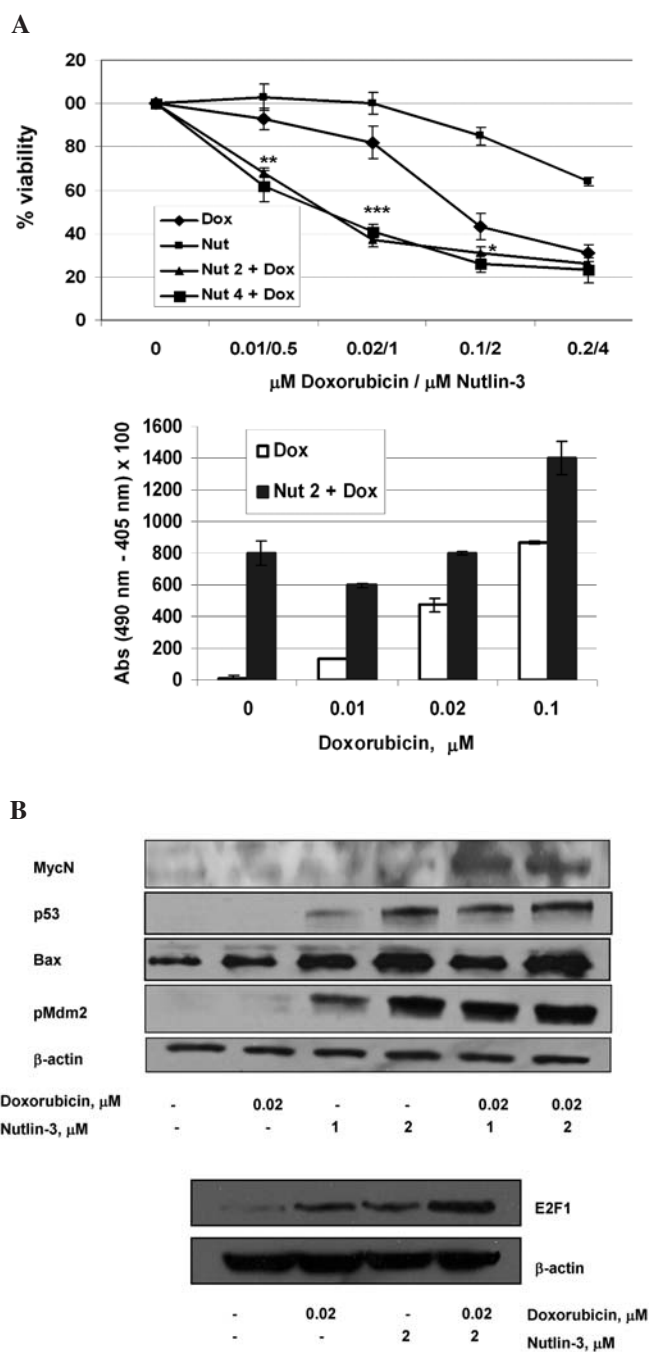 A
20
00
80
60
40
20
00
% viability
**
***
*
Dox
Nut
Nut 2 + Dox
Nut 4 + Dox
0 0.01/0.5 0.02/1 0.1/2 0.2/4
µM Doxorubicin / µM Nutlin-3
1600
1400
1200
1000
800
600
400
200
0
Abs (490 nm - 405 nm) x 100
Dox
Nut 2 + Dox
0 0.01 0.02 0.1
Doxorubicin, µM
B
MycN
p53
Bax
pMdm2
β-actin
Doxorubicin, µM - 0.02 - - 0.02 0.02
Nutlin-3, µM - - 1 2 1 2
E2F1
β-actin
- 0.02 - 0.02 Doxorubicin, µM
- - 2 2 Nutlin-3, µM